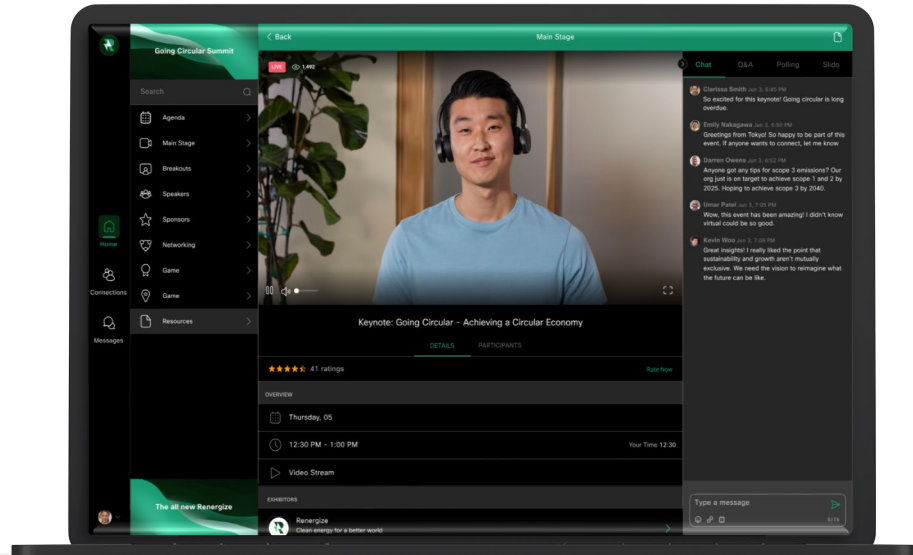 Going Circular Summit
Search
Agenda
Main Stage
Breakouts
Speakers
Sponsors
Networking
Game
Game
Resources
Home
Connections
Messages
The all new Renergize
Back
Main Stage
LIVE
1,492
Keynote: Going Circular - Achieving a Circular Economy
DETAILS
PARTICIPANTS
41 ratings
Rate Now
OVERVIEW
Thursday, 05
12:30 PM - 1:00 PM
Your Time 12:30
Video Stream
EXHIBITORS
Renergize
Clean energy for a better world
Chat
Q&A
Polling
Slido
Clarissa Smith Jun 3, 6:45 PM
So excited for this keynote! Going circular is long
overdue.
Emily Nakagawa Jun 3, 6:50 PM
Greetings from Tokyo! So happy to be part of this
event. If anyone wants to connect, let me know
Darren Owens Jun 3, 6:52 PM
Anyone got any tips for scope 3 emissions? Our
org just is on target to achieve scope 1 and 2 by
2025. Hoping to achieve scope 3 by 2040.
Umar Patel Jun 3, 7:05 PM
Wow, this event has been amazing! I didn't know
virtual could be so good.
Kevin Woo Jun 3, 7:09 PM
Great insights! I really liked the point that
sustainability and growth aren't mutually
exclusive. We need the vision to reimagine what
the future can be like.
Type a message